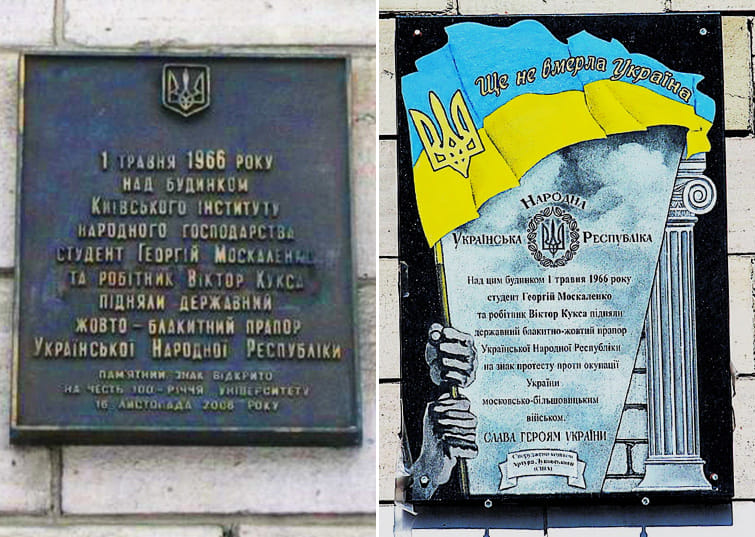 1 ТРАВНЯ 1966 РОКУ
НАД БУДИНКОМ
КИЇВСЬКОГО ІНСТИТУТУ
НАРОДНОГО ГОСПОДАРСТВА
СТУДЕНТ ГЕОРГІЙ МОСКАЛЕНКО
ТА РОБІТНИК ВІКТОР КУКСА
ПІДНЯЛИ ДЕРЖАВНИЙ
ЖОВТО-БЛАКИТНИЙ ПРАПОР
УКРАЇНСЬКОЇ НАРОДНОЇ РЕСПУБЛІКИ
ПАМ'ЯТНИЙ ЗНАК ВІДКРИТО
НА ЧЕСТЬ 100-РІЧЧЯ УНІВЕРСИТЕТУ
16 ЛИСТОПАДА 2006 РОКУ
Ще не вмерла Україна
НАРОДНА
УКРАЇНСЬКА РЕСПУБЛІКА
Над цим будинком 1 травня 1966 року
студент Георгій Москаленко
та робітник Віктор Кукса підняли
державний блакитно-жовтий прапор
Української Народної Республіки
на знак протесту проти окупації
України
московсько-більшовицьким
військом.
СЛАВА ГЕРОЯМ УКРАЇНИ
Споруджено коштом
Артура
(США)